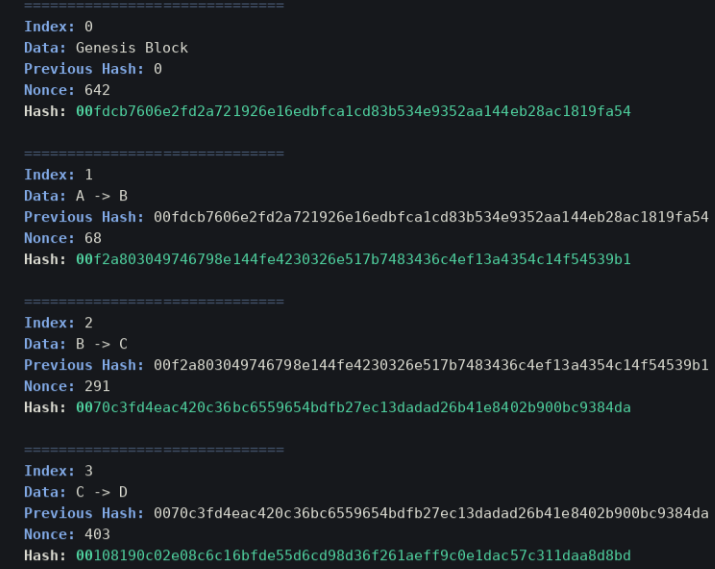 ==============================
Index: 0
Data: Genesis Block
Previous Hash: 0
Nonce: 642
Hash: 00fdcb7606e2fd2a721926e16edbfca1cd83b534e9352aa144eb28ac1819fa54
==============================
Index: 1
Data: A -> B
Previous Hash: 00fdcb7606e2fd2a721926e16edbfca1cd83b534e9352aa144eb28ac1819fa54
Nonce: 68
Hash: 00f2a803049746798e144fe4230326e517b7483436c4ef13a4354c14f54539b1
==============================
Index: 2
Data: B -> C
Previous Hash: 00f2a803049746798e144fe4230326e517b7483436c4ef13a4354c14f54539b1
Nonce: 291
Hash: 0070c3fd4eac420c36bc6559654bdfb27ec13dadad26b41e8402b900bc9384da
==============================
Index: 3
Data: C -> D
Previous Hash: 0070c3fd4eac420c36bc6559654bdfb27ec13dadad26b41e8402b900bc9384da
Nonce: 403
Hash: 00108190c02e08c6c16bfde55d6cd98d36f261aeff9c0e1dac57c311daa8d8bd